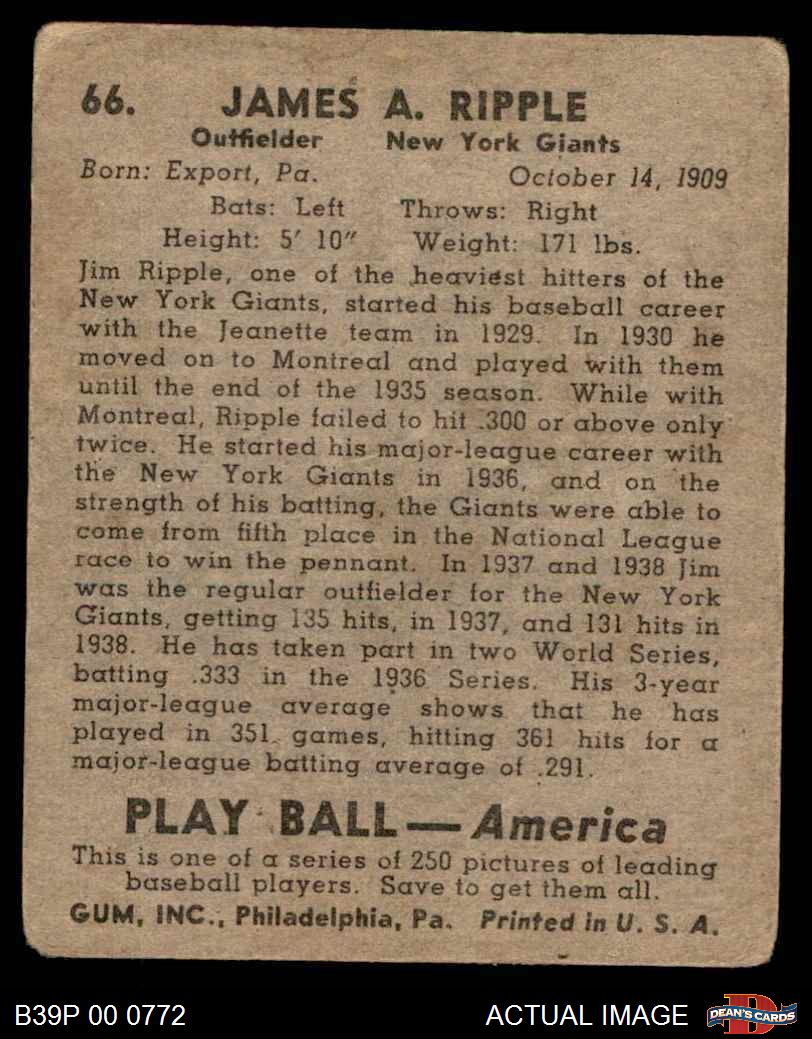 66. JAMES A. RIPPLE
Outfielder New York Giants
Born: Export, Pa. October 14, 1909
Bats: Left Throws: Right
Height: 5' 10" Weight: 171 lbs.
Jim Ripple, one of the heaviest hitters of the
New York Giants, started his baseball career
with the Jeanette team in 1929. In 1930 he
moved on to Montreal and played with them
until the end of the 1935 season. While with
Montreal, Ripple failed to hit .300 or above only
twice. He started his major-league career with
the New York Giants in 1936, and on the
strength of his batting, the Giants were able to
come from fifth place in the National League
race to win the pennant. In 1937 and 1938 Jim
was the regular outfielder for the New York
Giants, getting 135 hits, in 1937, and 131 hits in
1938. He has taken part in two World Series,
batting .333 in the 1936 Series. His 3-year
major-league average shows that he has
played in 351 games, hitting 361 hits for a
major-league batting average of .291.
PLAY BALL—America
This is one of a series of 250 pictures of leading
baseball players. Save to get them all.
GUM, INC., Philadelphia, Pa. Printed in U. S. A.
B39P 00 0772 ACTUAL IMAGE D DEAN'S CARDS